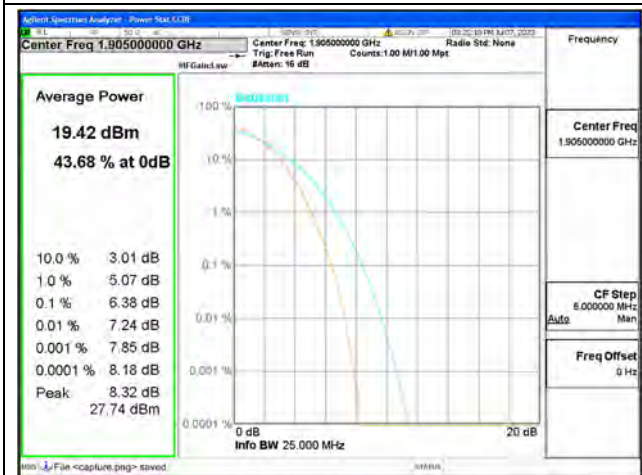 Agilent Spectrum Analyzer - Power Stat CCDF
Center Freq 1.905000000 GHz
Center Freq: 1.905000000 GHz
Radio Std: None
Trig: Free Run
Counts:1.00 M/1.00 Mpt
IFGain:Low
#Atten: 16 dB
Frequency
Average Power
19.42 dBm
43.68 % at 0dB
10.0 % 3.01 dB
1.0 % 5.07 dB
0.1 % 6.38 dB
0.01 % 7.24 dB
0.001 % 7.85 dB
0.0001 % 8.18 dB
Peak 8.32 dB
27.74 dBm
Gaussian
100 %
10 %
1 %
0.1 %
0.01 %
0.001 %
0.0001 %
0 dB
20 dB
Info BW 25.000 MHz
Center Freq
1.905000000 GHz
CF Step
5.000000 MHz
Auto Man
Freq Offset
0 Hz
MSG
File <capture.png> saved
STATUS